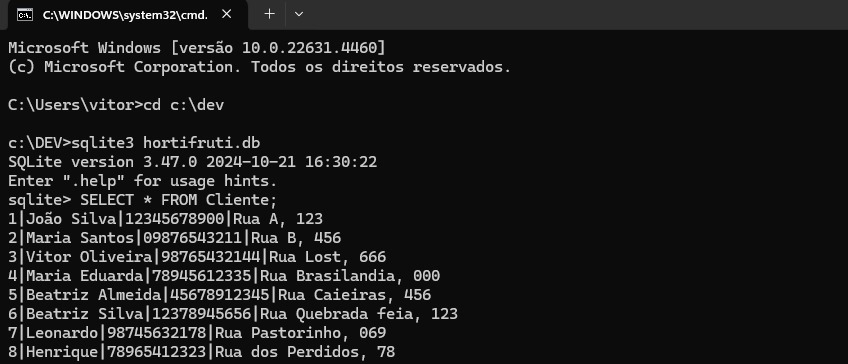 C:\WINDOWS\system32\cmd.
Microsoft Windows [versão 10.0.22631.4460]
(c) Microsoft Corporation. Todos os direitos reservados.
C:\Users\vitor>cd c:\dev
c:\DEV>sqlite3 hortifruti.db
SQLite version 3.47.0 2024-10-21 16:30:22
Enter ".help" for usage hints.
sqlite> SELECT * FROM Cliente;
1|João Silva|12345678900|Rua A, 123
2|Maria Santos|09876543211|Rua B, 456
3|Vitor Oliveira|98765432144|Rua Lost, 666
4|Maria Eduarda|78945612335|Rua Brasilandia, 000
5|Beatriz Almeida|45678912345|Rua Caieiras, 456
6|Beatriz Silva|12378945656|Rua Quebrada feia, 123
7|Leonardo|98745632178|Rua Pastorinho, 069
8|Henrique|78965412323|Rua dos Perdidos, 78